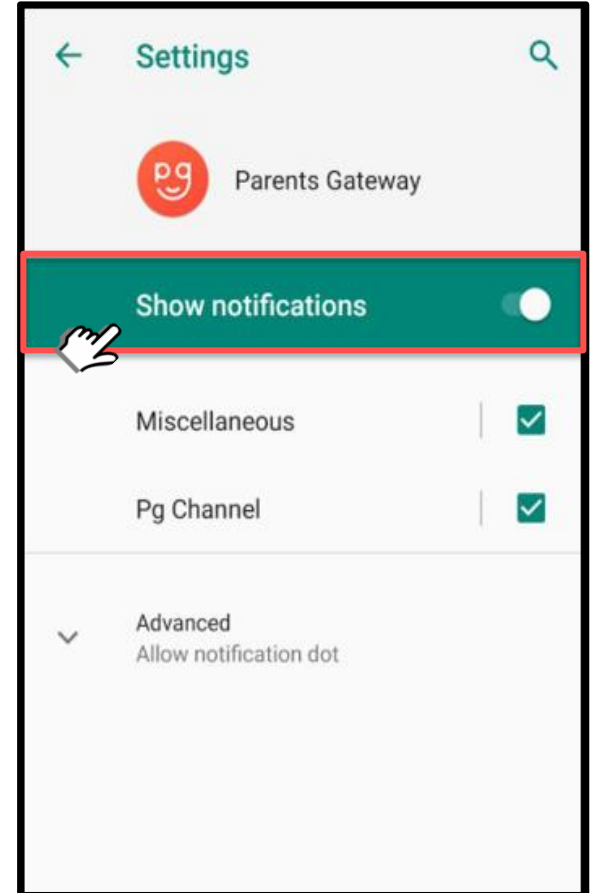 Settings
pg
Parents Gateway
Show notifications
Miscellaneous
Pg Channel
Advanced
Allow notification dot